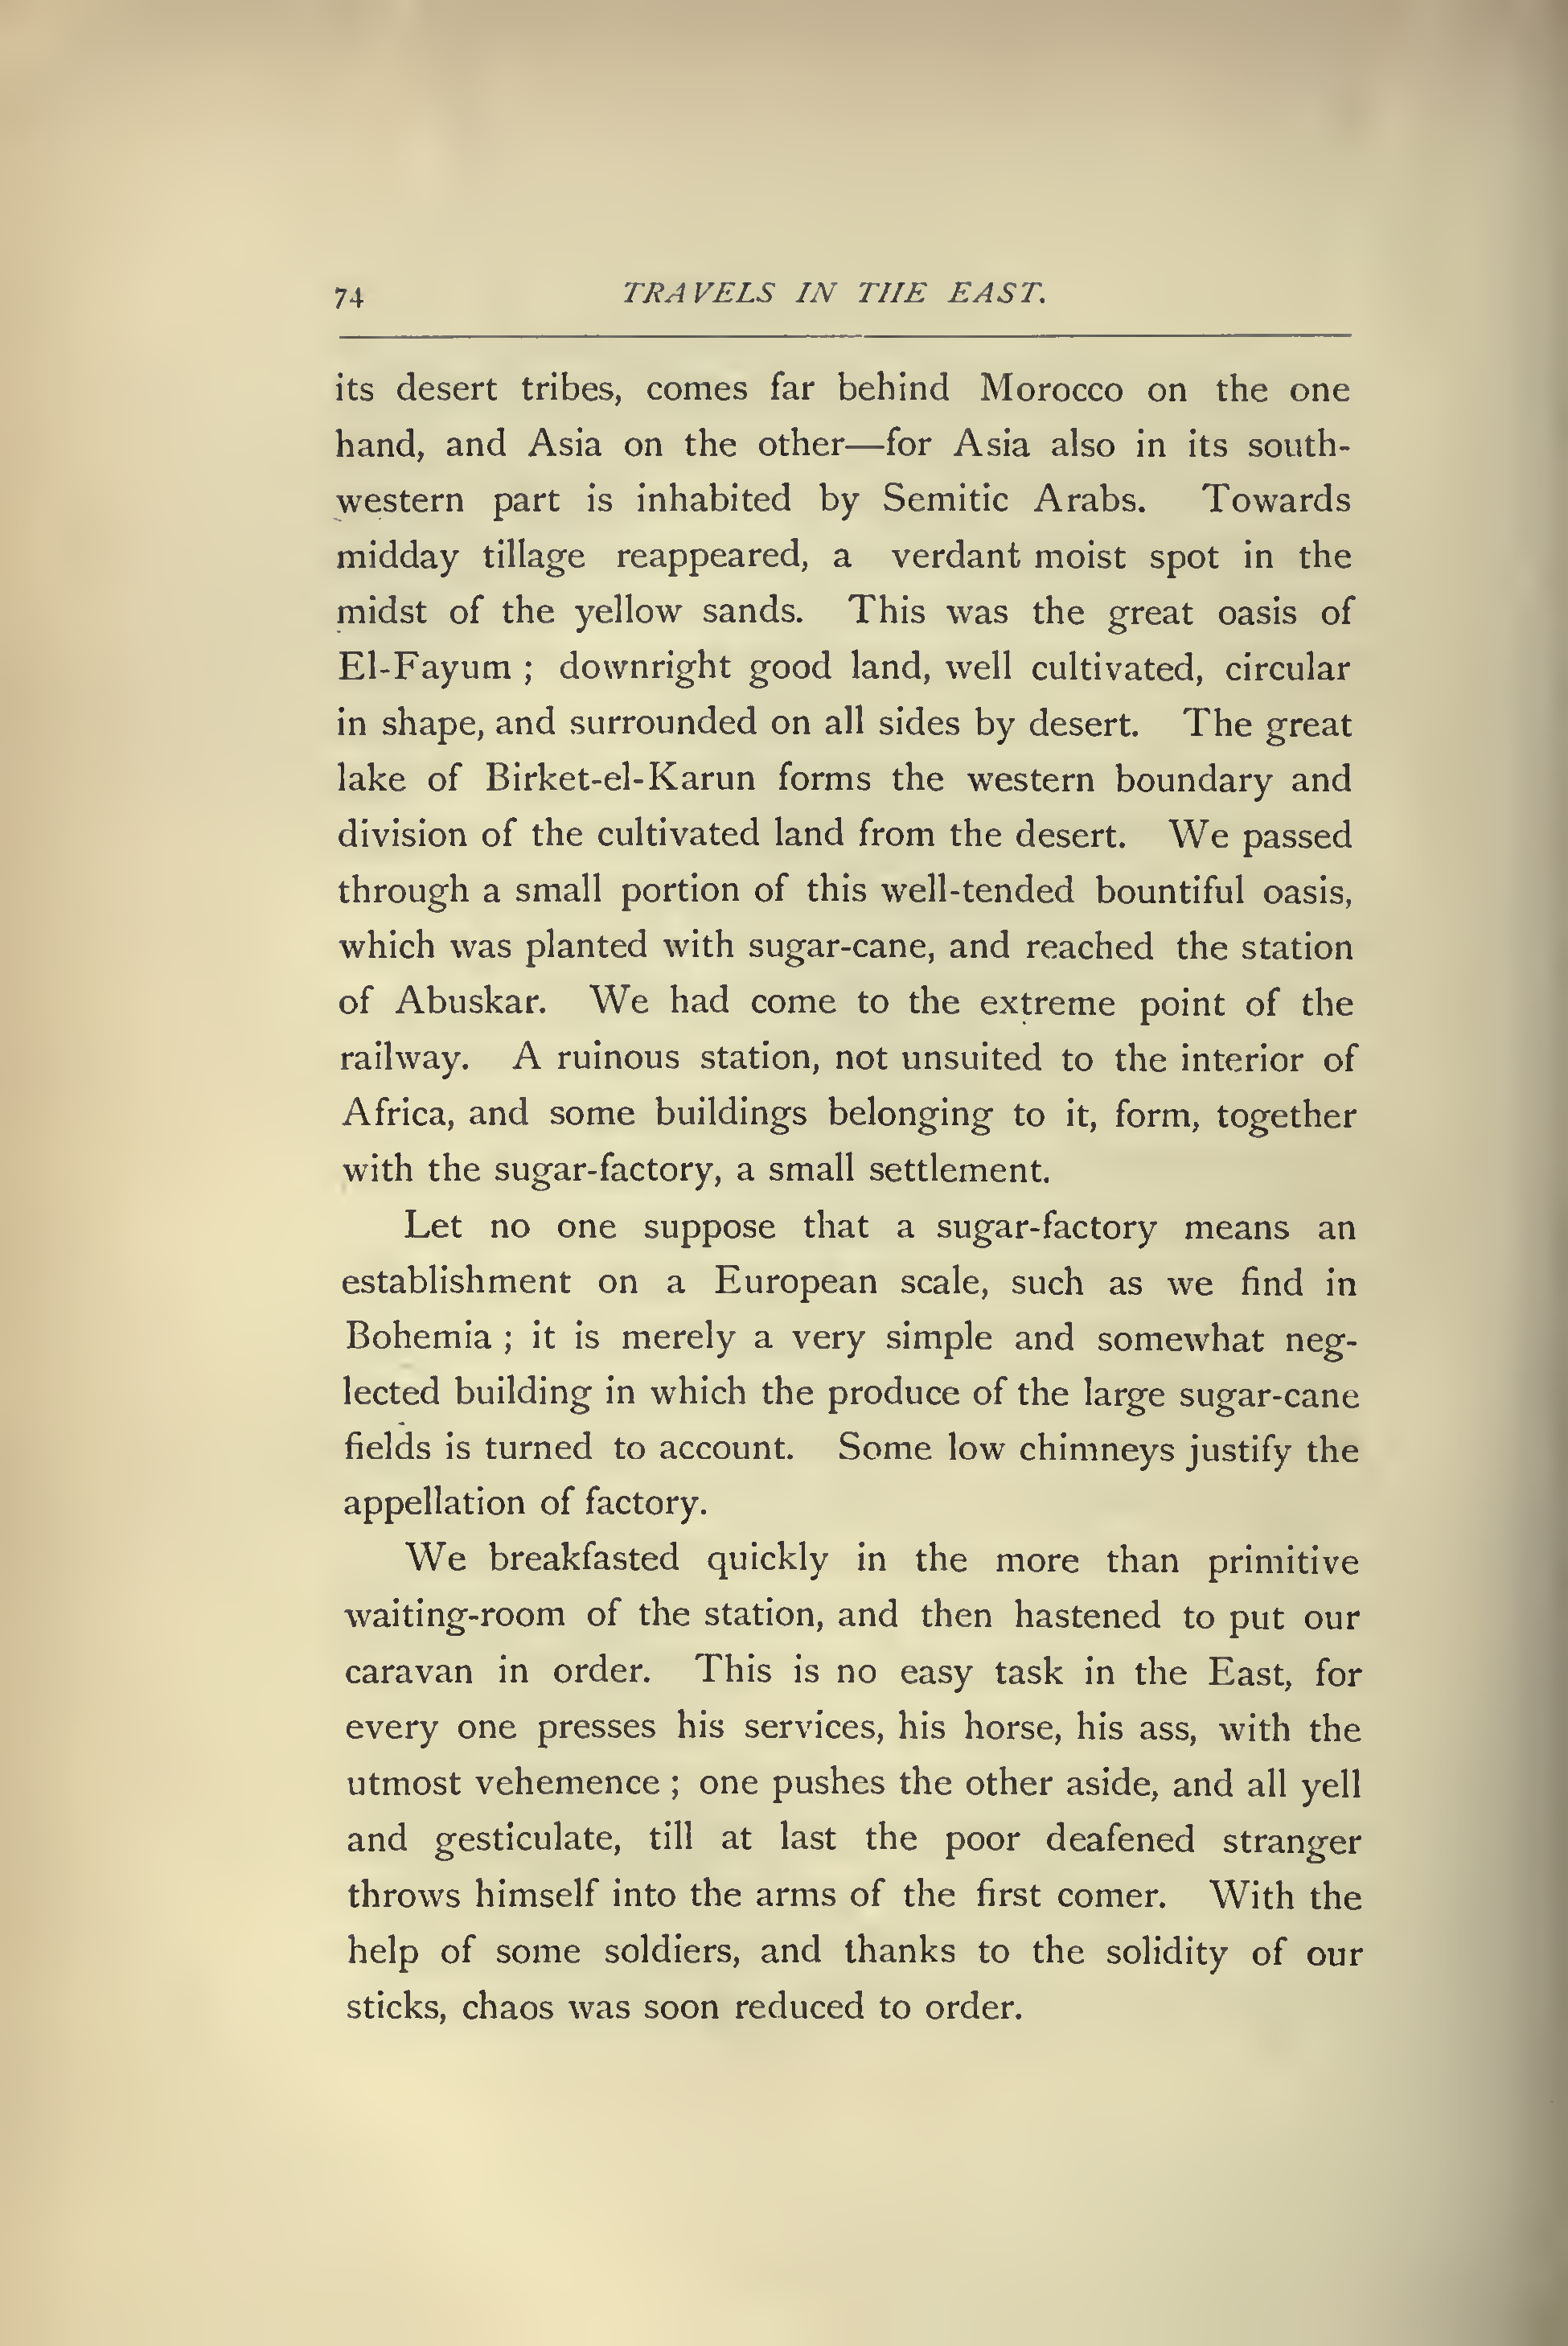 74 TRAVELS IN THE EAST.
its desert tribes, comes far behind Morocco on the one
hand, and Asia on the other—for Asia also in its south-
western part is inhabited by Semitic Arabs. Towards
midday tillage reappeared, a verdant moist spot in the
midst of the yellow sands. This was the great oasis of
El-Fayum ; downright good land, well cultivated, circular
in shape, and surrounded on all sides by desert. The great
lake of Birket-el-Karun forms the western boundary and
division of the cultivated land from the desert. We passed
through a small portion of this well-tended bountiful oasis,
which was planted with sugar-cane, and reached the station
of Abuskar. We had come to the extreme point of the
railway. A ruinous station, not unsuited to the interior of
Africa, and some buildings belonging to it, form, together
with the sugar-factory, a small settlement.
Let no one suppose that a sugar-factory means an
establishment on a European scale, such as we find in
Bohemia ; it is merely a very simple and somewhat neg-
lected building in which the produce of the large sugar-cane
fields is turned to account. Some low chimneys justify the
appellation of factory.
We breakfasted quickly in the more than primitive
waiting-room of the station, and then hastened to put our
caravan in order. This is no easy task in the East, for
every one presses his services, his horse, his ass, with the
utmost vehemence ; one pushes the other aside, and all yell
and gesticulate, till at last the poor deafened stranger
throws himself into the arms of the first comer. With the
help of some soldiers, and thanks to the solidity of our
sticks, chaos was soon reduced to order.